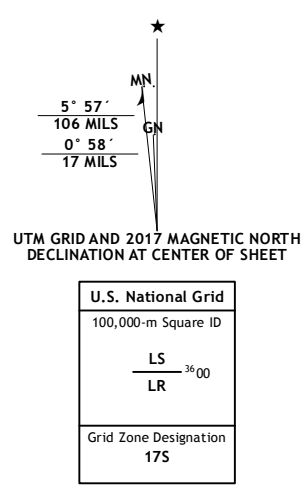 ★
MN.
5° 57´
106 MILS
GN
0° 58´
17 MILS
UTM GRID AND 2017 MAGNETIC NORTH
DECLINATION AT CENTER OF SHEET
U.S. National Grid
100,000-m Square ID
LS
3600
LR
Grid Zone Designation
17S